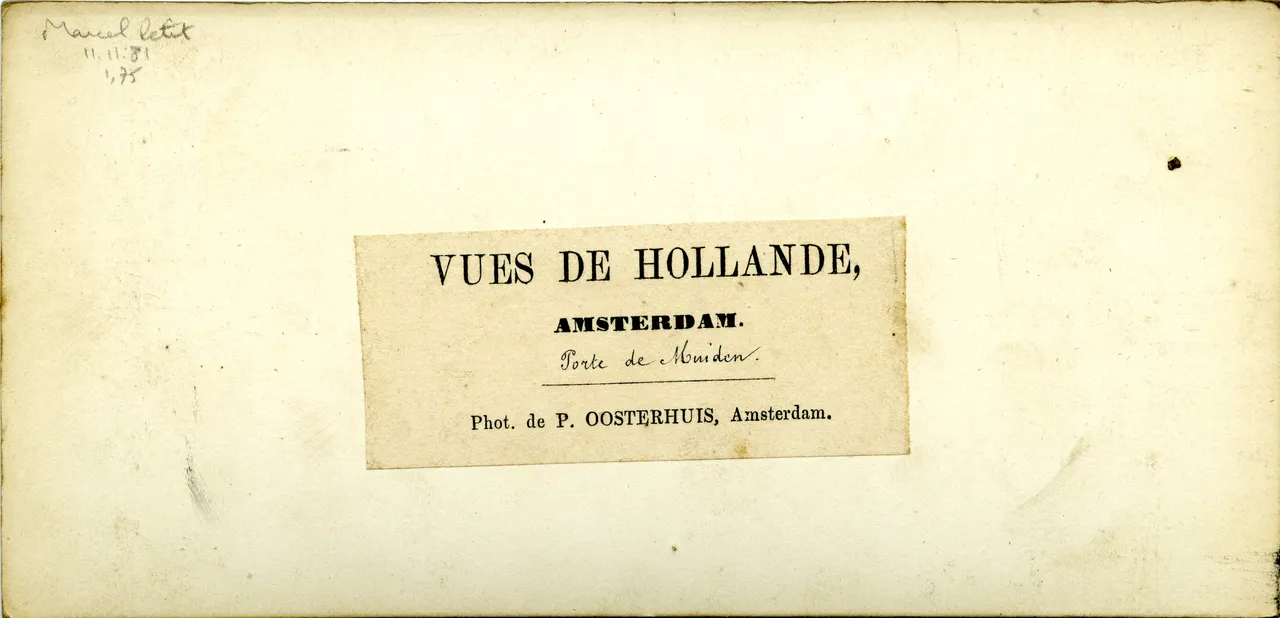 Marcel Petit
11.11.81
1,75
VUES DE HOLLANDE,
AMSTERDAM.
Porte de Muiden.
Phot. de P. OOSTERHUIS, Amsterdam.